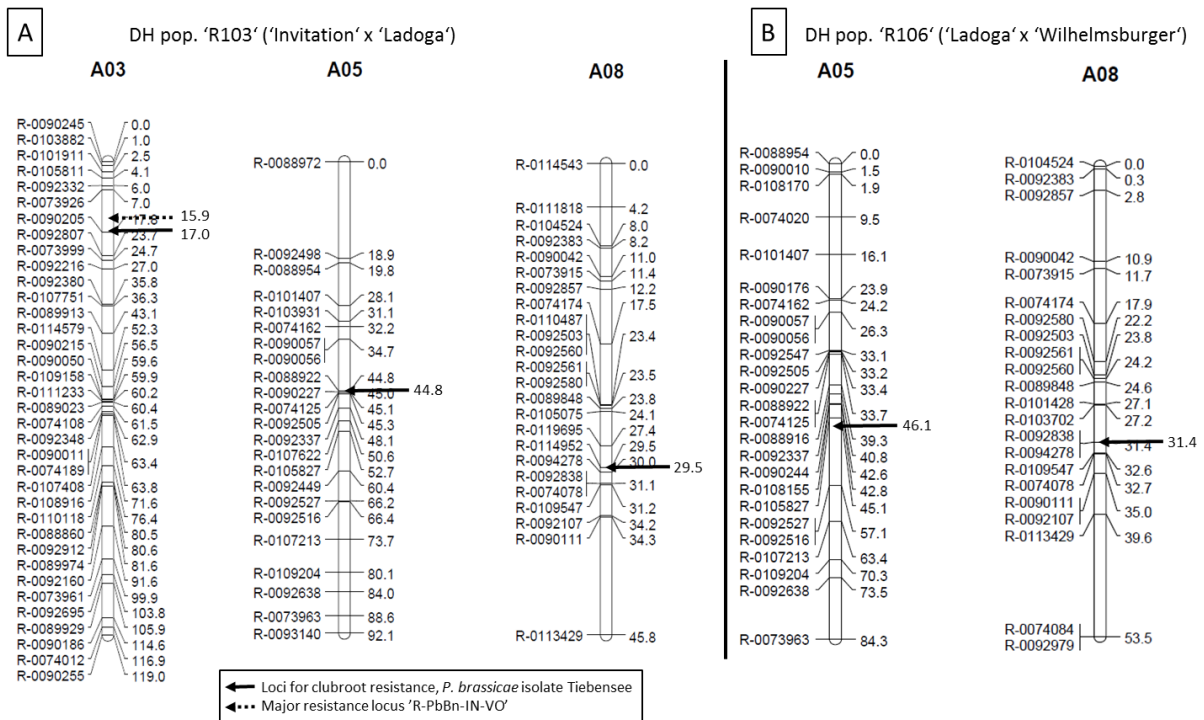 A
DH pop. ‘R103’ (‘Invitation‘ x ‘Ladoga‘)
A03
R-0090245 0.0
R-0103882 1.0
R-0101911 2.5
R-0105811 4.1
R-0092332 6.0
R-0073926 7.0
R-0090205
15.9
R-0092807 23.7
17.0
R-0073999 24.7
R-0092216 27.0
R-0092380 35.8
R-0107751 36.3
R-0089913 43.1
R-0114579 52.3
R-0090215 56.5
R-0090050 59.6
R-0109158 59.9
R-0111233 60.2
R-0089023 60.4
R-0074108 61.5
R-0092348 62.9
R-0090011
R-0074189 63.4
R-0107408 63.8
R-0108916 71.6
R-0110118 76.4
R-0088860 80.5
R-0092912 80.6
R-0089974 81.6
R-0092160 91.6
R-0073961 99.9
R-0092695 103.8
R-0089929 105.9
R-0090186 114.6
R-0074012 116.9
R-0090255 119.0
A05
R-0088972 0.0
R-0092498 18.9
R-0088954 19.8
R-0101407 28.1
R-0103931 31.1
R-0074162 32.2
R-0090057
R-0090056 34.7
R-0088922 44.8
44.8
R-0090227 45.0
R-0074125 45.1
R-0092505 45.3
R-0092337 48.1
R-0107622 50.6
R-0105827 52.7
R-0092449 60.4
R-0092527 66.2
R-0092516 66.4
R-0107213 73.7
R-0109204 80.1
R-0092638 84.0
R-0073963 88.6
R-0093140 92.1
A08
R-0114543 0.0
R-0111818 4.2
R-0104524 8.0
R-0092383 8.2
R-0090042 11.0
R-0073915 11.4
R-0092857 12.2
R-0074174 17.5
R-0110487
R-0092503 23.4
R-0092560
R-0092561
R-0092580 23.5
R-0089848 23.8
R-0105075 24.1
R-0119695 27.4
R-0114952 29.5
R-0094278 30.0
29.5
R-0092838
R-0074078 31.1
R-0109547 31.2
R-0092107 34.2
R-0090111 34.3
R-0113429 45.8
B
DH pop. ‘R106’ (‘Ladoga‘ x ‘Wilhelmsburger‘)
A05
R-0088954 0.0
R-0090010 1.5
R-0108170 1.9
R-0074020 9.5
R-0101407 16.1
R-0090176 23.9
R-0074162 24.2
R-0090057
R-0090056 26.3
R-0092547 33.1
R-0092505 33.2
R-0090227 33.4
R-0088922
R-0074125 33.7
46.1
R-0088916 39.3
R-0092337 40.8
R-0090244 42.6
R-0108155 42.8
R-0105827 45.1
R-0092527
R-0092516 57.1
R-0107213 63.4
R-0109204 70.3
R-0092638 73.5
R-0073963 84.3
A08
R-0104524 0.0
R-0092383 0.3
R-0092857 2.8
R-0090042 10.9
R-0073915 11.7
R-0074174 17.9
R-0092580 22.2
R-0092503 23.8
R-0092561
R-0092560 24.2
R-0089848 24.6
R-0101428 27.1
R-0103702 27.2
R-0092838
R-0094278 31.4
31.4
R-0109547 32.6
R-0074078 32.7
R-0090111
R-0092107 35.0
R-0113429 39.6
R-0074084
R-0092979 53.5
Loci for clubroot resistance, P. brassicae isolate Tiebensee
Major resistance locus ’R-PbBn-IN-VO’